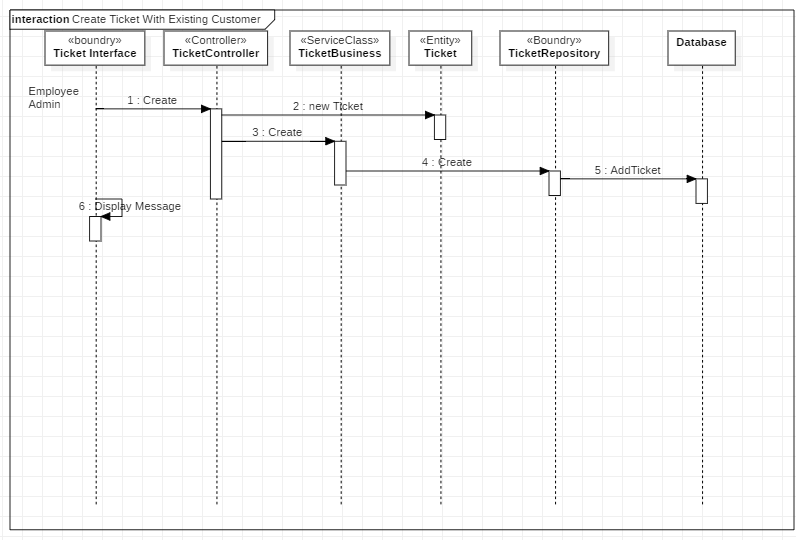 interaction Create Ticket With Existing Customer
«boundry»
Ticket Interface
«Controller»
TicketController
«ServiceClass»
TicketBusiness
«Entity»
Ticket
«Boundry»
TicketRepository
Database
Employee
Admin
1 : Create
2 : new Ticket
3 : Create
4 : Create
5 : AddTicket
6 : Display Message